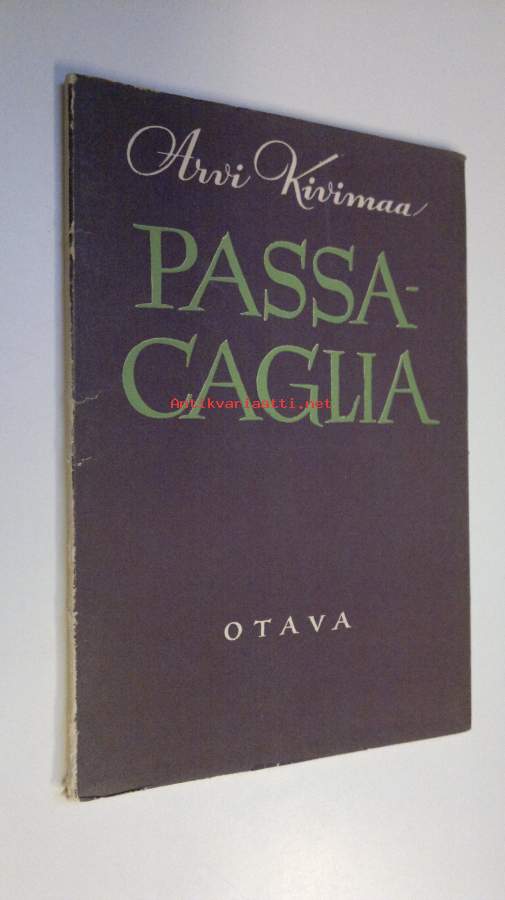 Arvi Kivimaa
PASSA-
CAGLIA
Antikvariaatti.net
OTAVA